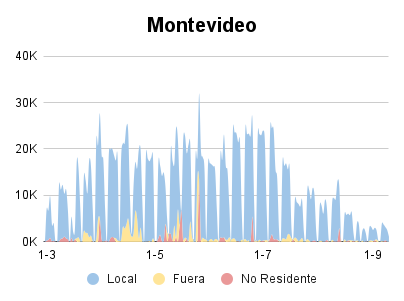 Montevideo
40K
30K
20K
10K
0K
1-3 1-5 1-7 1-9
Local Fuera No Residente